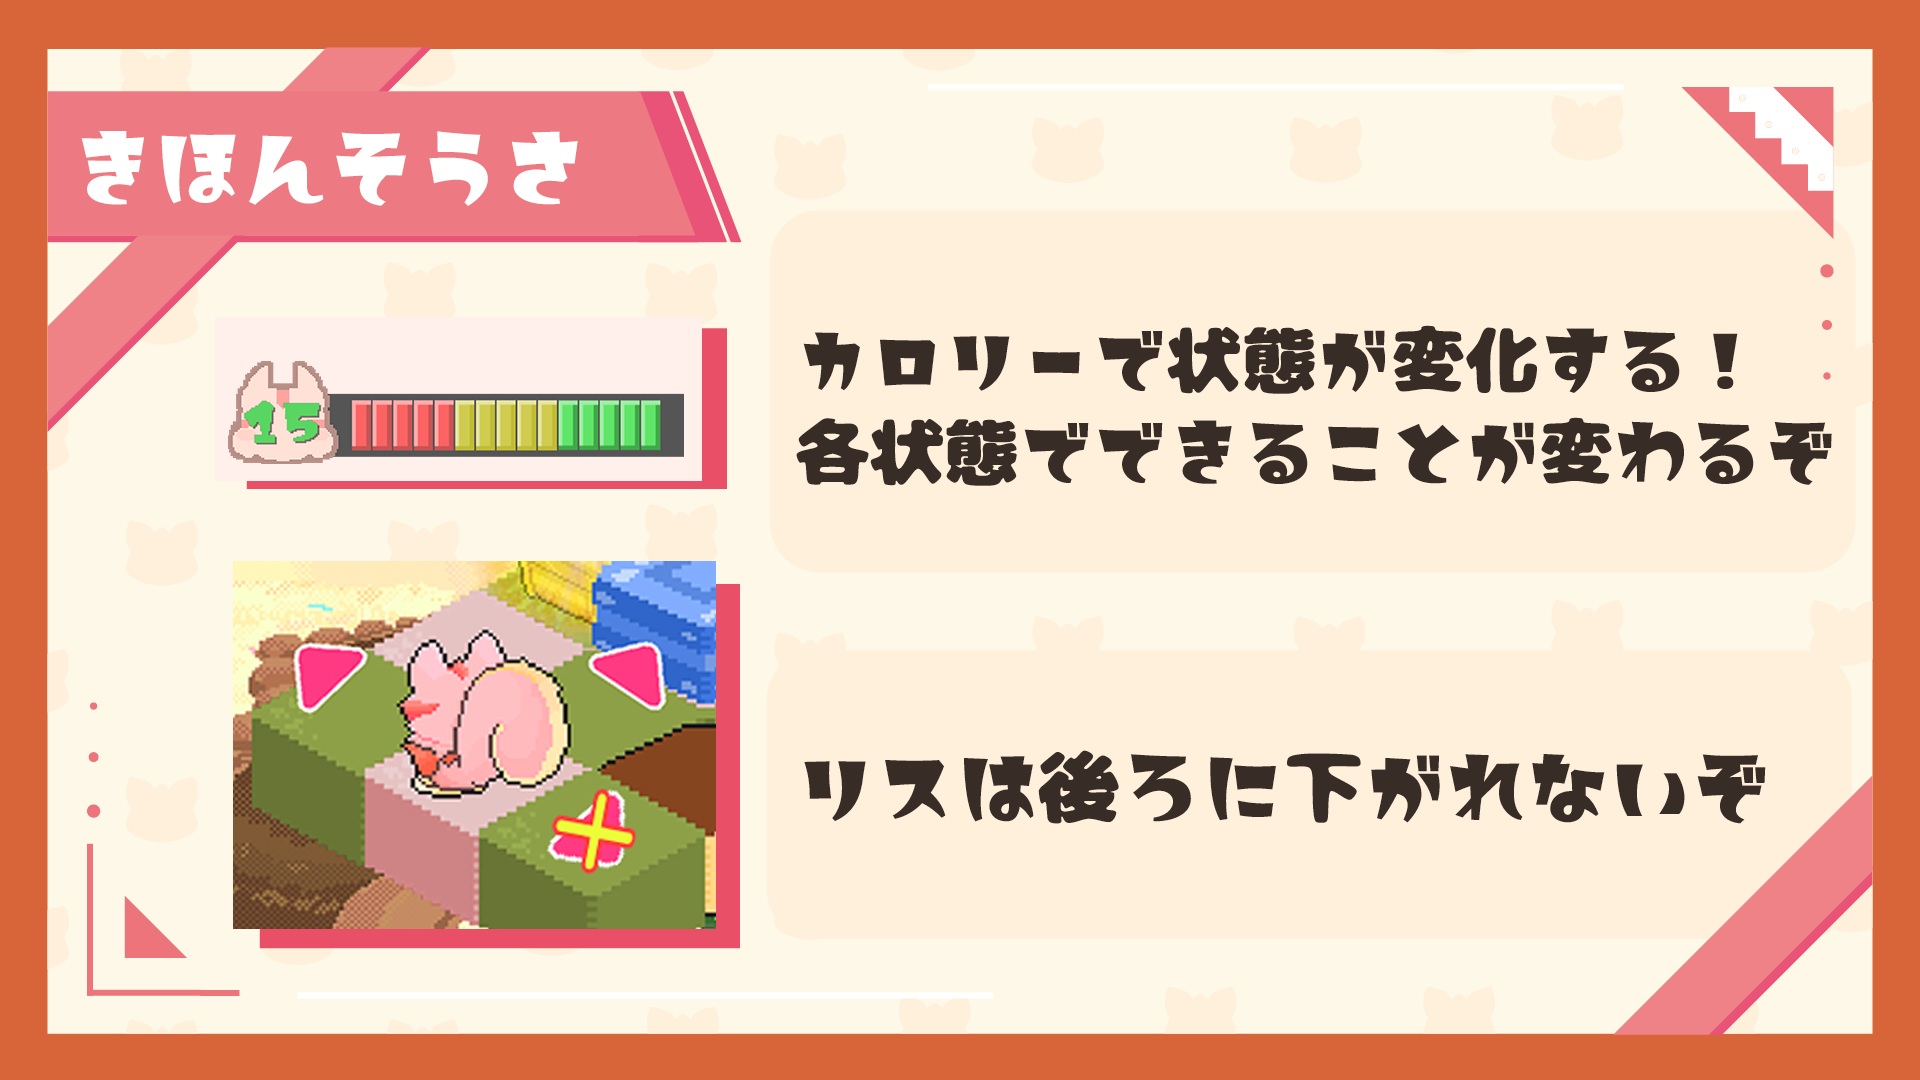 きほんそうさ
15
カロリーで状態が変化する！
各状態でできることが変わるぞ
リスは後ろに下がれないぞ